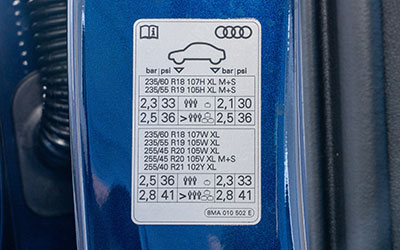 bar | psi bar | psi
235/60 R18 107H XL M+S
235/55 R19 105H XL M+S
2,3 33 2,1 30
2,5 36 > 2,5 36
235/60 R18 107W XL
235/55 R19 105W XL
255/45 R20 105W XL
255/45 R20 105V XL M+S
255/40 R21 102Y XL
2,5 36 2,3 33
2,8 41 > 2,8 41
8MA 010 502 E